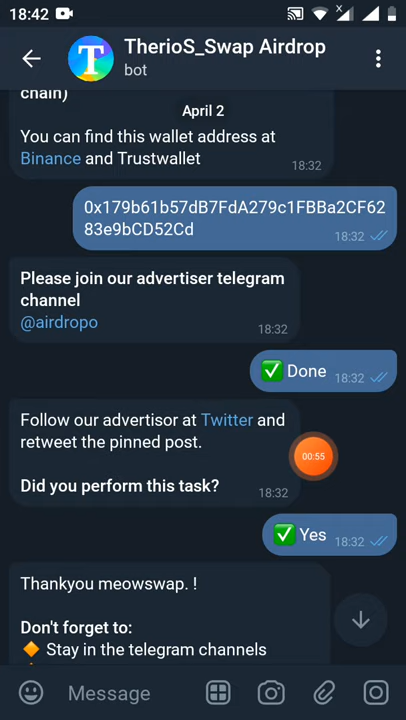 18:42
TherioS_Swap Airdrop
bot
chain)
April 2
You can find this wallet address at
Binance and Trustwallet
18:32
0x179b61b57dB7FdA279c1FBBa2CF62
83e9bCD52Cd
18:32
Please join our advertiser telegram
channel
@airdropo
18:32
✅ Done
18:32
Follow our advertisor at Twitter and
retweet the pinned post.
00:55
Did you perform this task?
18:32
✅ Yes
18:32
Thankyou meowswap. !
Don't forget to:
🔸 Stay in the telegram channels
Message